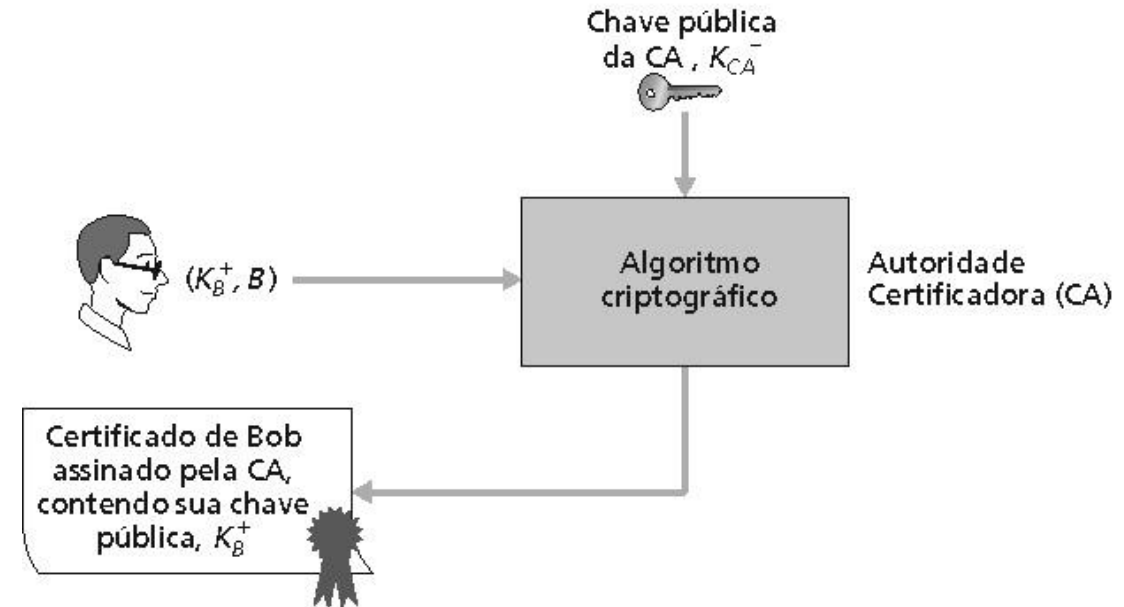 Chave pública
da CA , K_CA^-
(K_B^+, B)
Algoritmo
criptográfico
Autoridade
Certificadora (CA)
Certificado de Bob
assinado pela CA,
contendo sua chave
pública, K_B^+